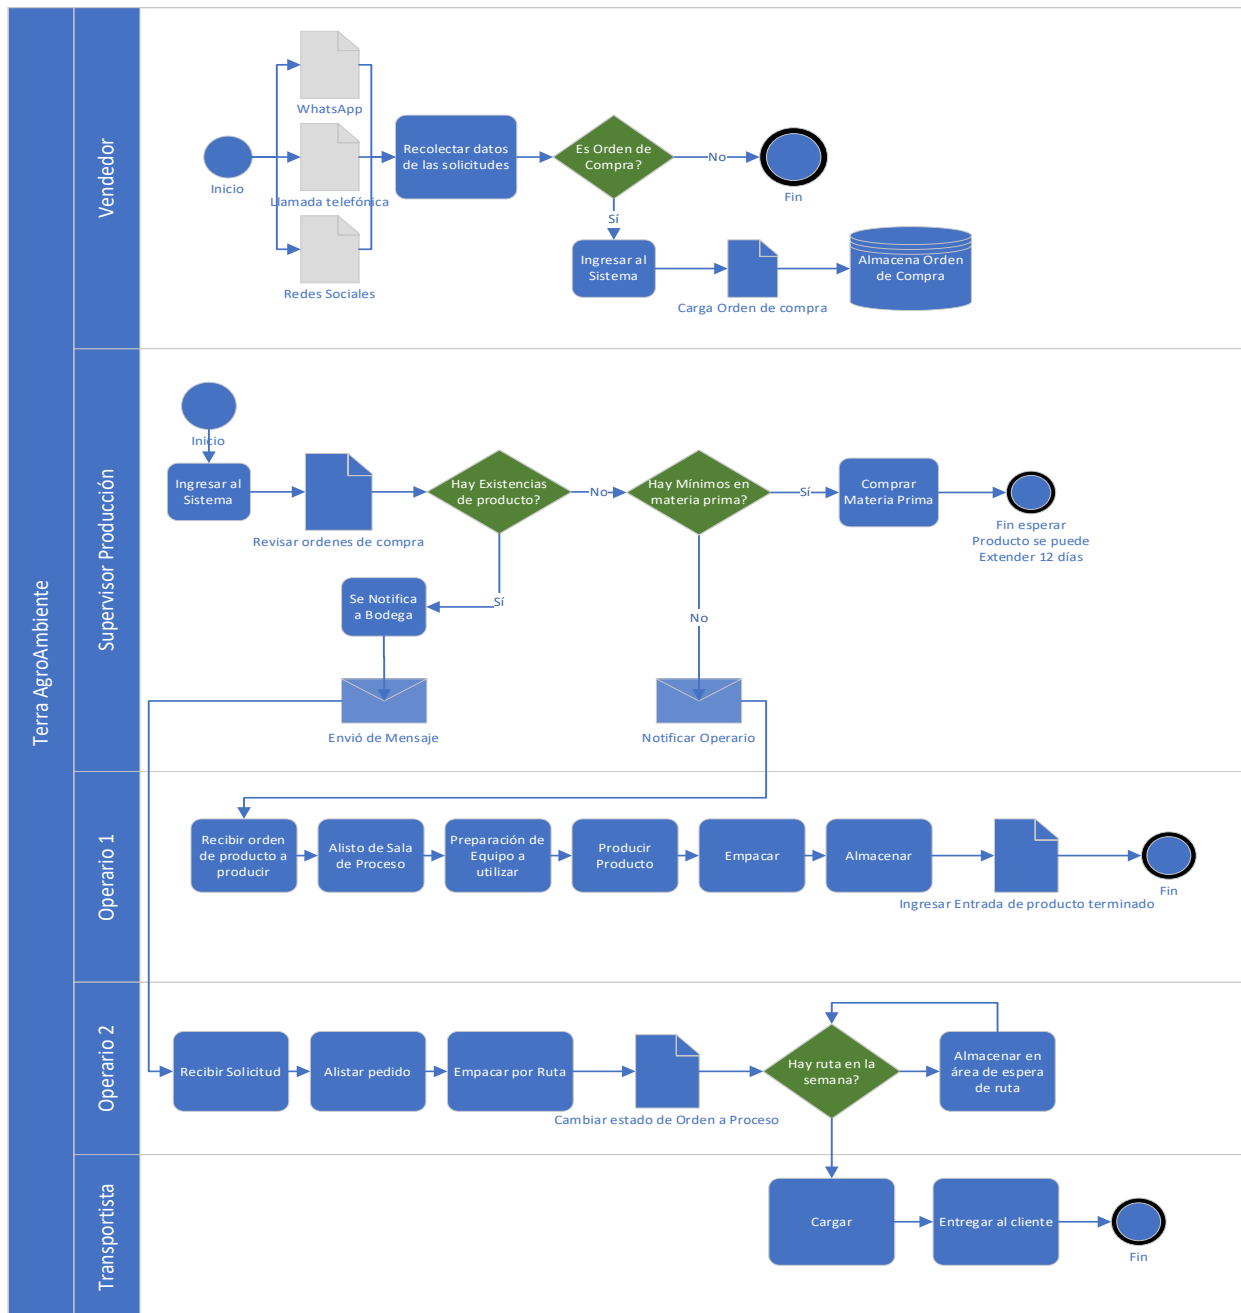 Terra AgroAmbiente
Vendedor
WhatsApp
Inicio
Llamada telefónica
Redes Sociales
Recolectar datos
de las solicitudes
Es Orden de
Compra?
No
Fin
Sí
Ingresar al
Sistema
Carga Orden de compra
Almacena Orden
de Compra
Supervisor Producción
Inicio
Ingresar al
Sistema
Revisar ordenes de compra
Hay Existencias
de producto?
No
Hay Mínimos en
materia prima?
Sí
Comprar
Materia Prima
Fin esperar
Producto se puede
Extender 12 días
Sí
Se Notifica
a Bodega
Envió de Mensaje
No
Notificar Operario
Operario 1
Recibir orden
de producto a
producir
Alisto de Sala
de Proceso
Preparación de
Equipo a
utilizar
Producir
Producto
Empacar
Almacenar
Ingresar Entrada de producto terminado
Fin
Operario 2
Recibir Solicitud
Alistar pedido
Empacar por Ruta
Cambiar estado de Orden a Proceso
Hay ruta en la
semana?
Almacenar en
área de espera
de ruta
Transportista
Cargar
Entregar al cliente
Fin